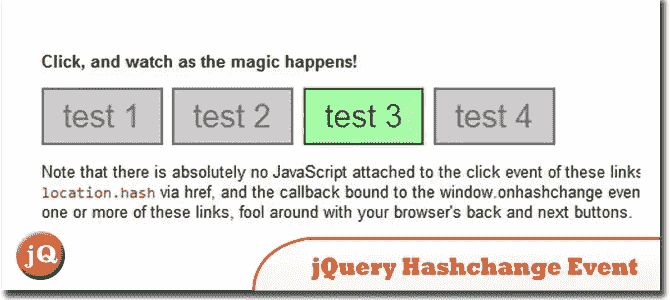 Click, and watch as the magic happens!
test 1 test 2 test 3 test 4
Note that there is absolutely no JavaScript attached to the click event of these links
location.hash via href, and the callback bound to the window.onhashchange even
one or more of these links, fool around with your browser's back and next buttons.
jQ
jQuery Hashchange Event